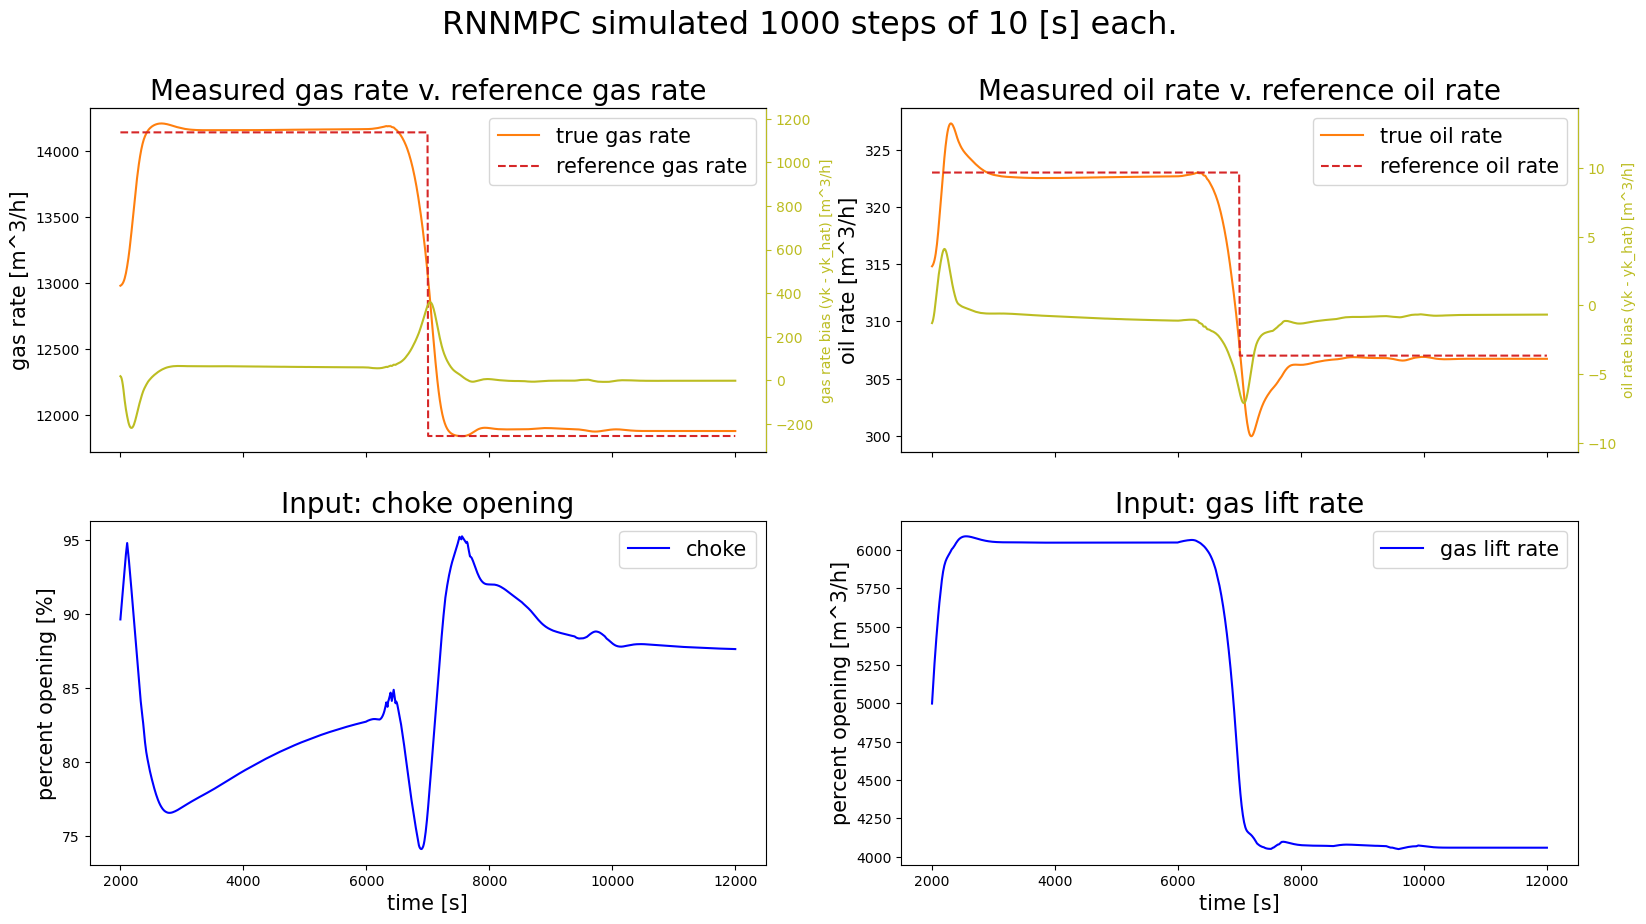 RNNMPC simulated 1000 steps of 10 [s] each.
Measured gas rate v. reference gas rate
true gas rate
reference gas rate
gas rate [m^3/h]
14000
13500
13000
12500
12000
1200
1000
800
600
400
200
0
−200
gas rate bias (yk - yk_hat) [m^3/h]
Measured oil rate v. reference oil rate
true oil rate
reference oil rate
oil rate [m^3/h]
325
320
315
310
305
300
10
5
0
−5
−10
oil rate bias (yk - yk_hat) [m^3/h]
Input: choke opening
choke
percent opening [%]
95
90
85
80
75
2000 4000 6000 8000 10000 12000
time [s]
Input: gas lift rate
gas lift rate
percent opening [m^3/h]
6000
5750
5500
5250
5000
4750
4500
4250
4000
2000 4000 6000 8000 10000 12000
time [s]